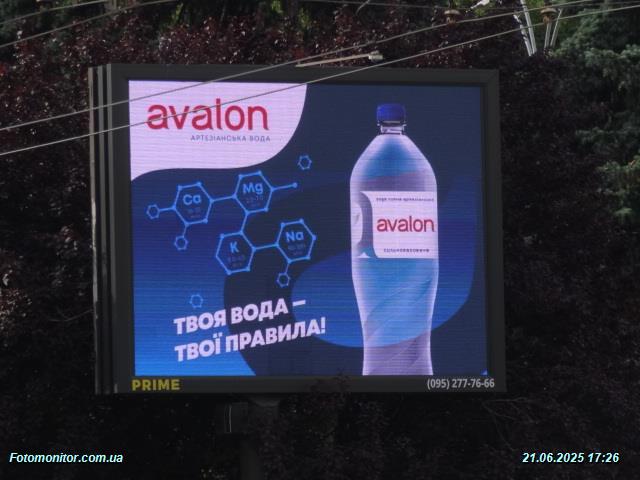 avalon
АРТЕЗІАНСЬКА ВОДА
Ca
Mg
K
Na
avalon
сильногазована
ТВОЯ ВОДА –
ТВОЇ ПРАВИЛА!
PRIME
(095) 277-76-66
Fotomonitor.com.ua
21.06.2025 17:26